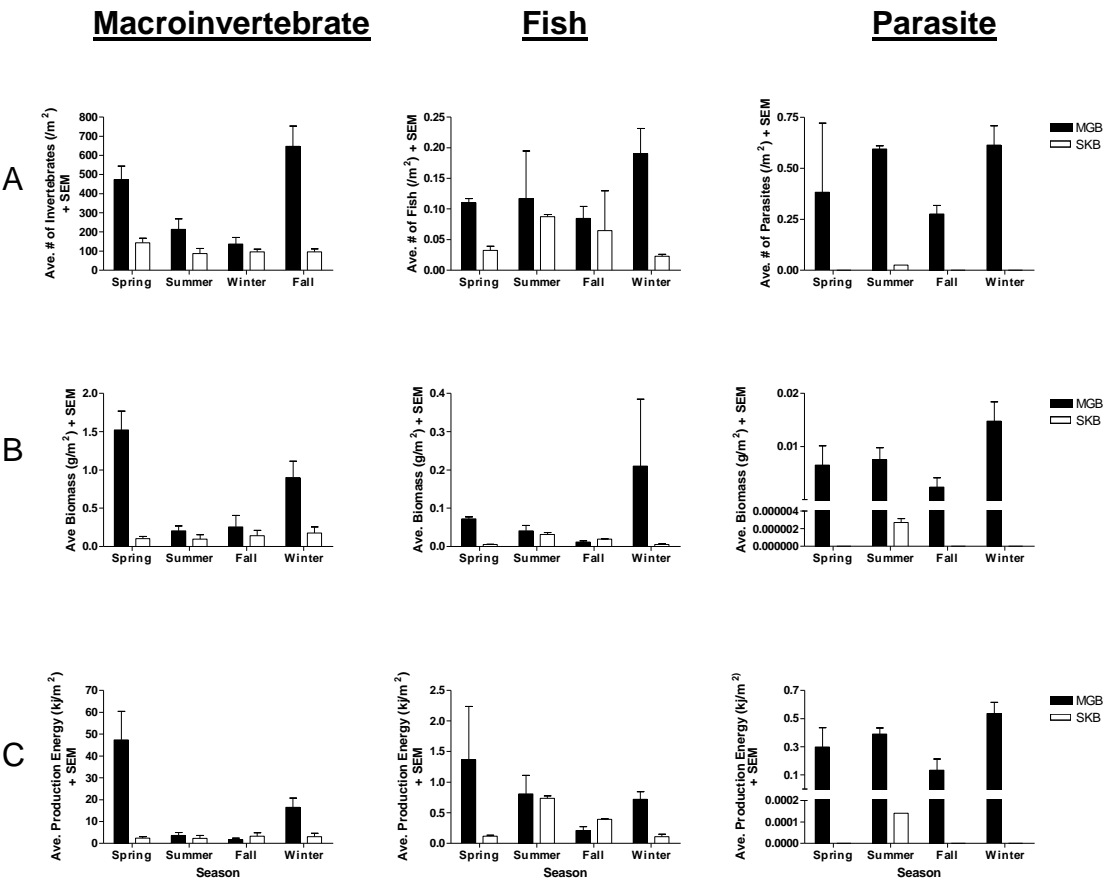 Macroinvertebrate Fish Parasite
A
Ave. # of Invertebrates (/m²)
+ SEM
800
700
600
500
400
300
200
100
0
Spring Summer Winter Fall
Ave. # of Fish (/m²) + SEM
0.25
0.20
0.15
0.10
0.05
0.00
Spring Summer Fall Winter
Ave. # of Parasites (/m²) + SEM
0.75
0.50
0.25
0.00
Spring Summer Fall Winter
MGB
SKB
B
Ave Biomass (g/m²) + SEM
2.0
1.5
1.0
0.5
0.0
Spring Summer Fall Winter
Ave. Biomass (g/m²) + SEM
0.4
0.3
0.2
0.1
0.0
Spring Summer Fall Winter
Ave. Biomass (g/m²) + SEM
0.02
0.01
0.000004
0.000002
0.000000
Spring Summer Fall Winter
MGB
SKB
C
Ave. Production Energy (kj/m²)
+ SEM
70
60
50
40
30
20
10
0
Spring Summer Fall Winter
Season
Ave. Production Energy (kj/m²)
+ SEM
2.5
2.0
1.5
1.0
0.5
0.0
Spring Summer Fall Winter
Season
Ave. Production Energy (kj/m²)
+ SEM
0.7
0.5
0.3
0.1
0.0002
0.0001
0.0000
Spring Summer Fall Winter
Season
MGB
SKB